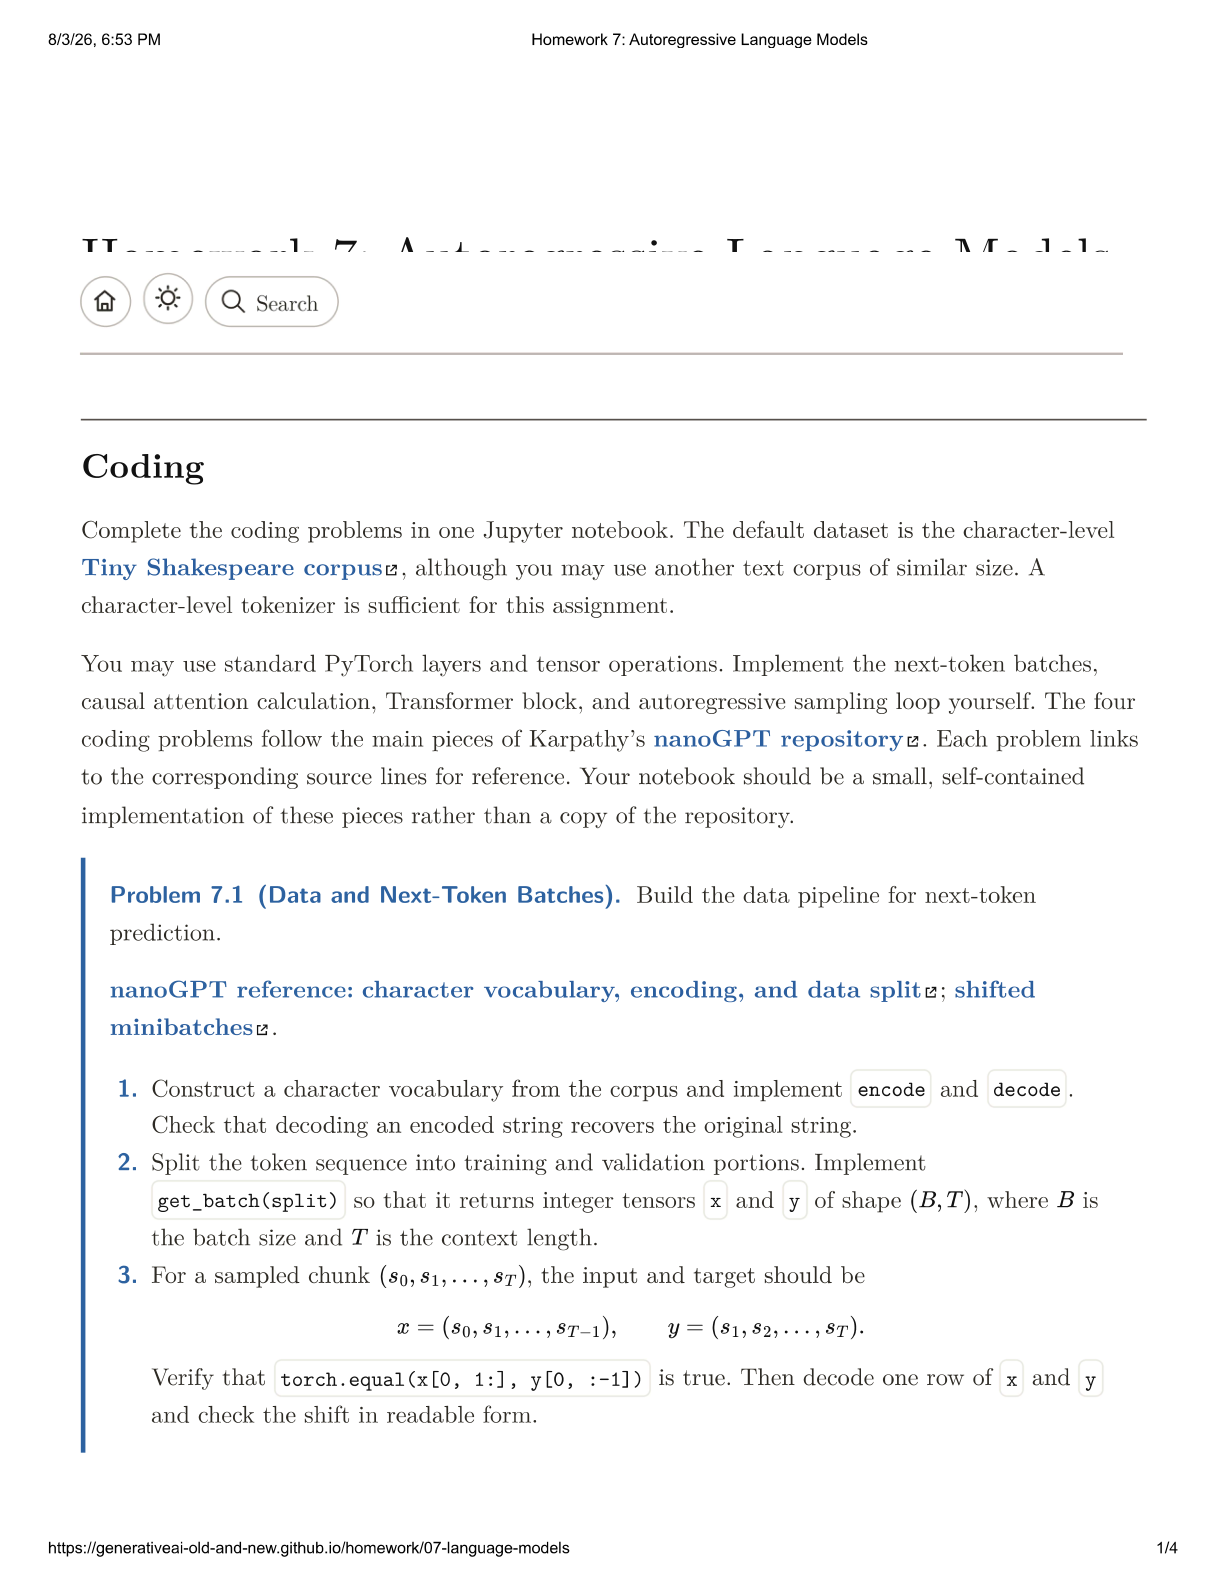 8/3/26, 6:53 PM
Homework 7: Autoregressive Language Models
Homework 7: Autoregressive Language Models
Search
Coding
Complete the coding problems in one Jupyter notebook. The default dataset is the character-level
Tiny Shakespeare corpus, although you may use another text corpus of similar size. A
character-level tokenizer is sufficient for this assignment.
You may use standard PyTorch layers and tensor operations. Implement the next-token batches,
causal attention calculation, Transformer block, and autoregressive sampling loop yourself. The four
coding problems follow the main pieces of Karpathy's nanoGPT repository. Each problem links
to the corresponding source lines for reference. Your notebook should be a small, self-contained
implementation of these pieces rather than a copy of the repository.
Problem 7.1 (Data and Next-Token Batches). Build the data pipeline for next-token
prediction.
nanoGPT reference: character vocabulary, encoding, and data split; shifted
minibatches.
1. Construct a character vocabulary from the corpus and implement encode and decode.
Check that decoding an encoded string recovers the original string.
2. Split the token sequence into training and validation portions. Implement
get_batch(split) so that it returns integer tensors x and y of shape (B, T), where B is
the batch size and T is the context length.
3. For a sampled chunk (s₀, s₁, . . . , s_T), the input and target should be
x = (s₀, s₁, . . . , s_{T−1}), y = (s₁, s₂, . . . , s_T).
Verify that torch.equal(x[0, 1:], y[0, :-1]) is true. Then decode one row of x and y
and check the shift in readable form.
https://generativeai-old-and-new.github.io/homework/07-language-models
1/4